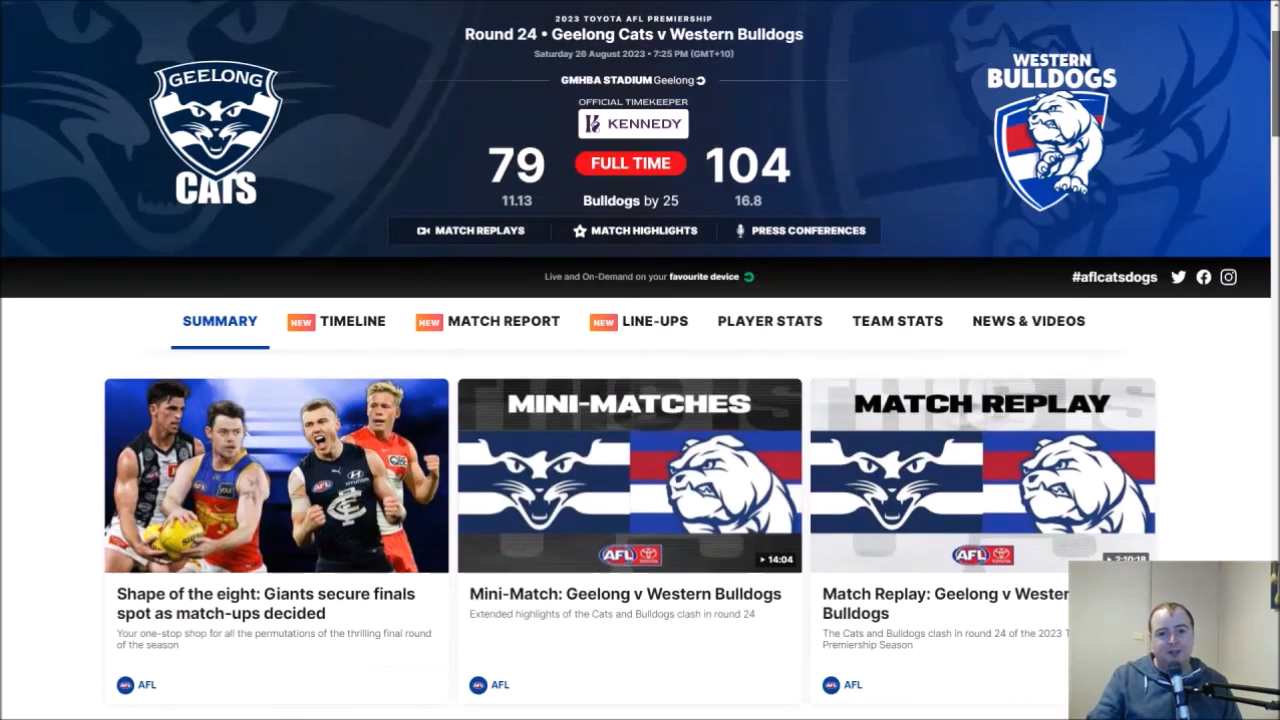 2023 TOYOTA AFL PREMIERSHIP
Round 24 • Geelong Cats v Western Bulldogs
Saturday 26 August 2023 • 7:25 PM (GMT+10)
GMHBA STADIUM Geelong
OFFICIAL TIMEKEEPER
KENNEDY
GEELONG
CATS
WESTERN
BULLDOGS
79 FULL TIME 104
11.13 Bulldogs by 25 16.8
MATCH REPLAYS MATCH HIGHLIGHTS PRESS CONFERENCES
Live and On-Demand on your favourite device
#aflcatsdogs
SUMMARY NEW TIMELINE NEW MATCH REPORT NEW LINE-UPS PLAYER STATS TEAM STATS NEWS & VIDEOS
MINI-MATCHES
AFL
14:04
MATCH REPLAY
AFL
2:10:18
Shape of the eight: Giants secure finals
spot as match-ups decided
Your one-stop shop for all the permutations of the thrilling final round
of the season
AFL
Mini-Match: Geelong v Western Bulldogs
Extended highlights of the Cats and Bulldogs clash in round 24
AFL
Match Replay: Geelong v Wester
Bulldogs
The Cats and Bulldogs clash in round 24 of the 2023 T
Premiership Season
AFL